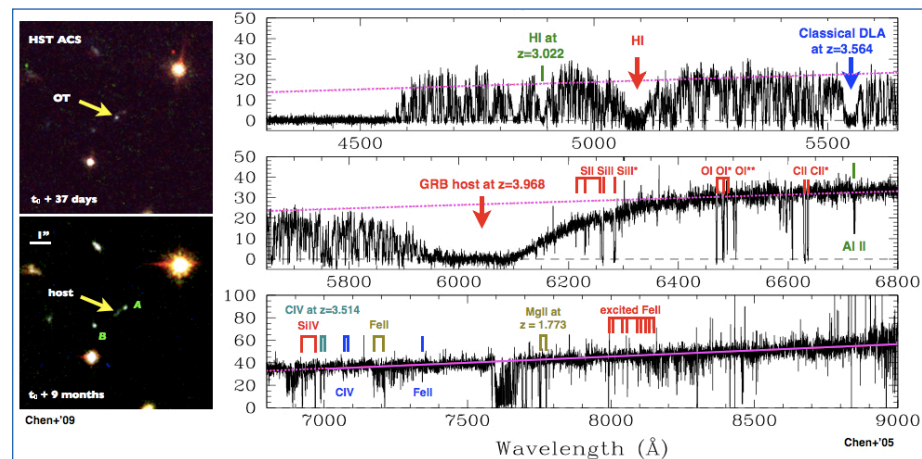 HST ACS
OT
t₀ + 37 days
1"
host
A
B
t₀ + 9 months
Chen+'09
50
40
30
20
10
0
HI at
z=3.022
HI
Classical DLA
at z=3.564
4500
5000
5500
50
40
30
20
10
0
GRB host at z=3.968
SII SiII SiII*
OI OI* OI**
CII CII*
Al II
5800
6000
6200
6400
6600
6800
100
80
60
40
20
0
CIV at z=3.514
SiIV
FeII
MgII at
z = 1.773
excited FeII
CIV
FeII
7000
7500
8000
8500
9000
Wavelength (Å)
Chen+'05